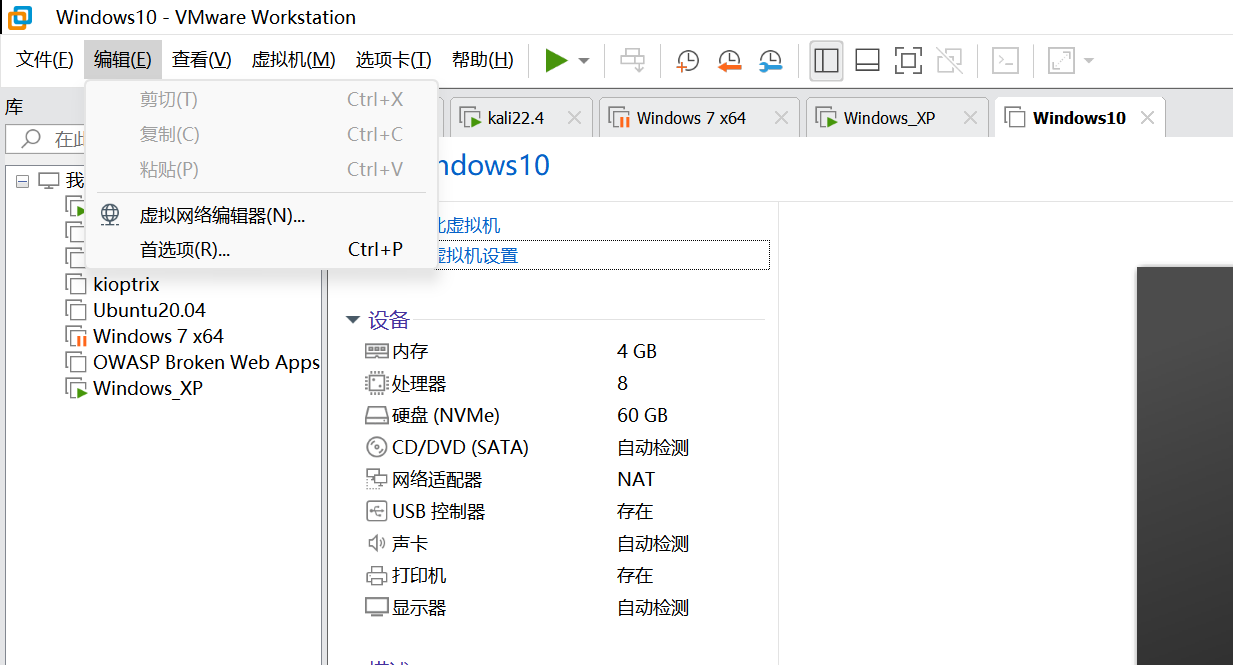 Windows10 - VMware Workstation
文件(F) 编辑(E) 查看(V) 虚拟机(M) 选项卡(T) 帮助(H)
库
剪切(T) Ctrl+X
kali22.4 Windows 7 x64 Windows_XP Windows10
在此
复制(C) Ctrl+C
粘贴(P) Ctrl+V
ndows10
我
虚拟网络编辑器(N)...
此虚拟机
首选项(R)... Ctrl+P
虚拟机设置
kioptrix
Ubuntu20.04
Windows 7 x64
OWASP Broken Web Apps
Windows_XP
设备
内存 4 GB
处理器 8
硬盘 (NVMe) 60 GB
CD/DVD (SATA) 自动检测
网络适配器 NAT
USB 控制器 存在
声卡 自动检测
打印机 存在
显示器 自动检测